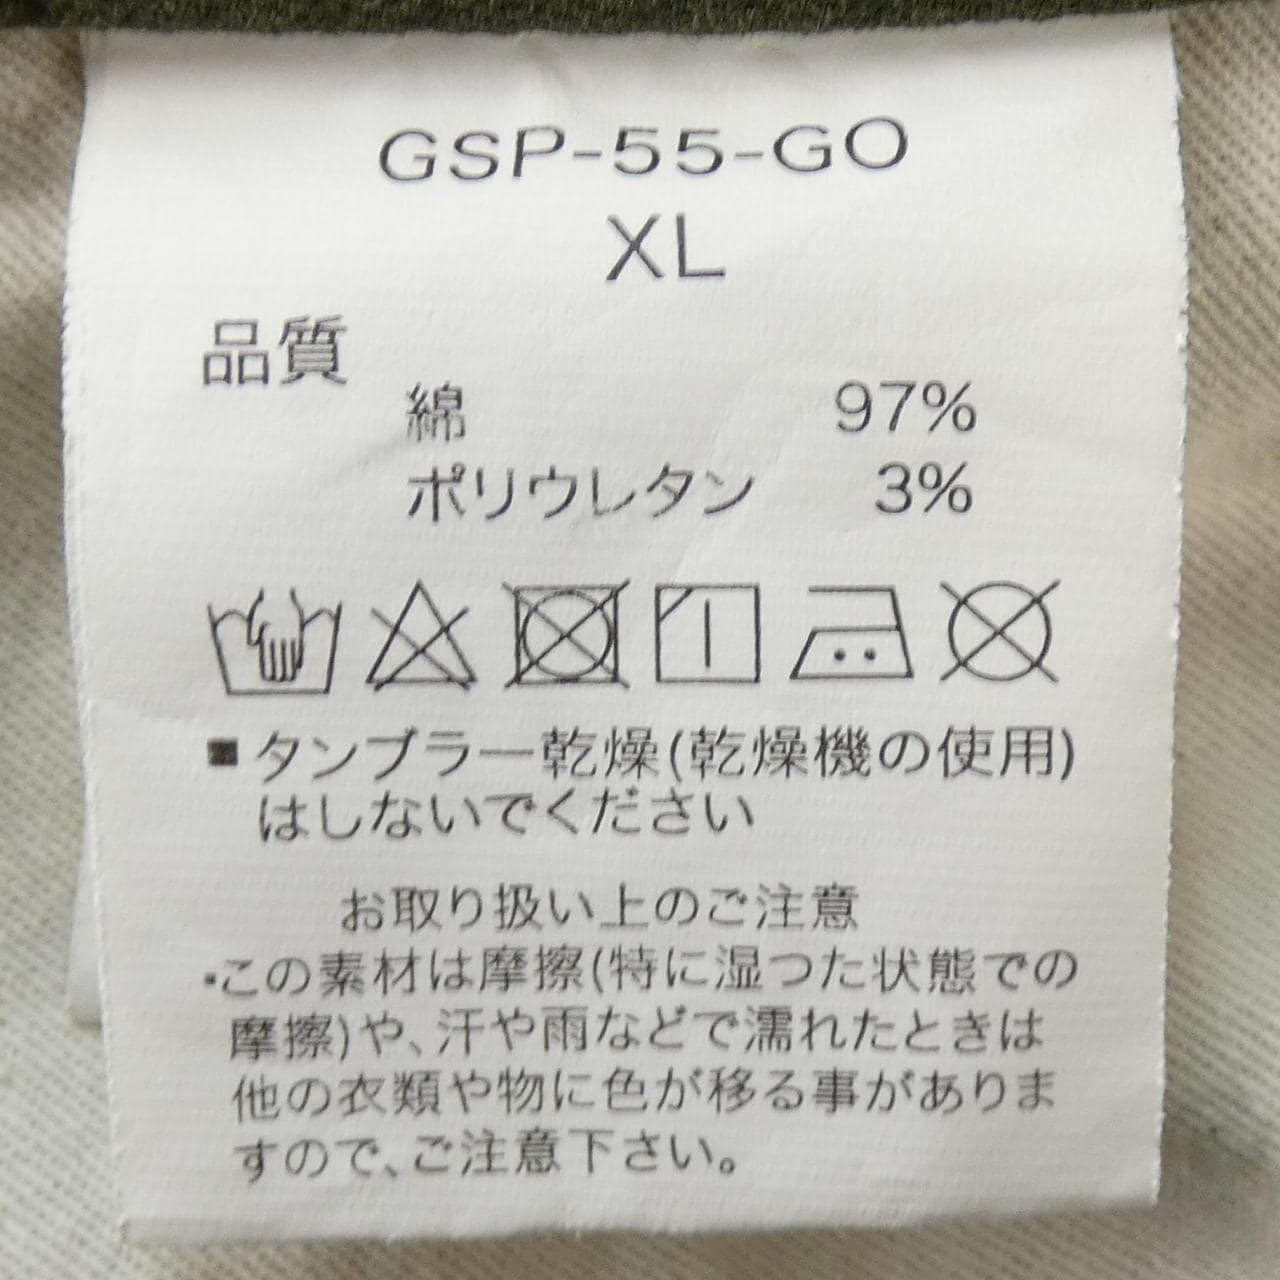 GSP-55-GO
XL
品質
綿 97%
ポリウレタン 3%
■タンブラー乾燥(乾燥機の使用)
はしないでください
お取り扱い上のご注意
・この素材は摩擦(特に湿った状態での
摩擦)や、汗や雨などで濡れたときは
他の衣類や物に色が移る事がありま
すので、ご注意下さい。